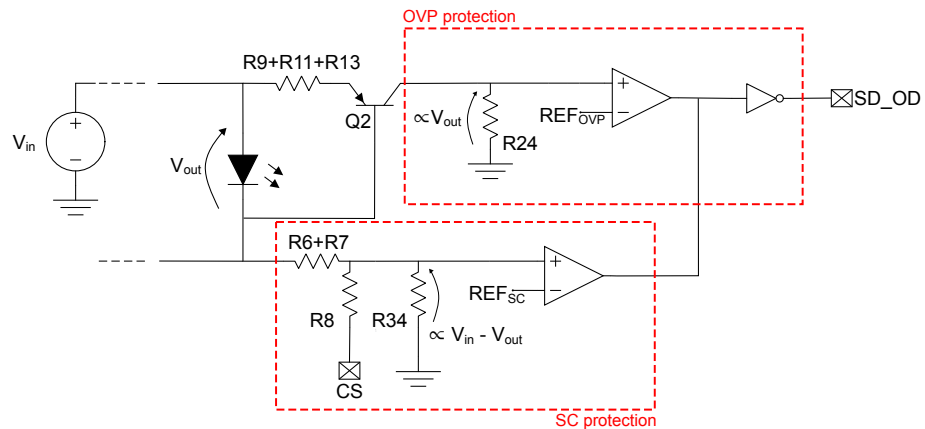 OVP protection
R9+R11+R13
Vin
Vout
Q2
∝Vout
R24
REFOVP
+
−
SD_OD
R6+R7
R8
R34
∝ Vin - Vout
REFSC
+
−
CS
SC protection
+
−